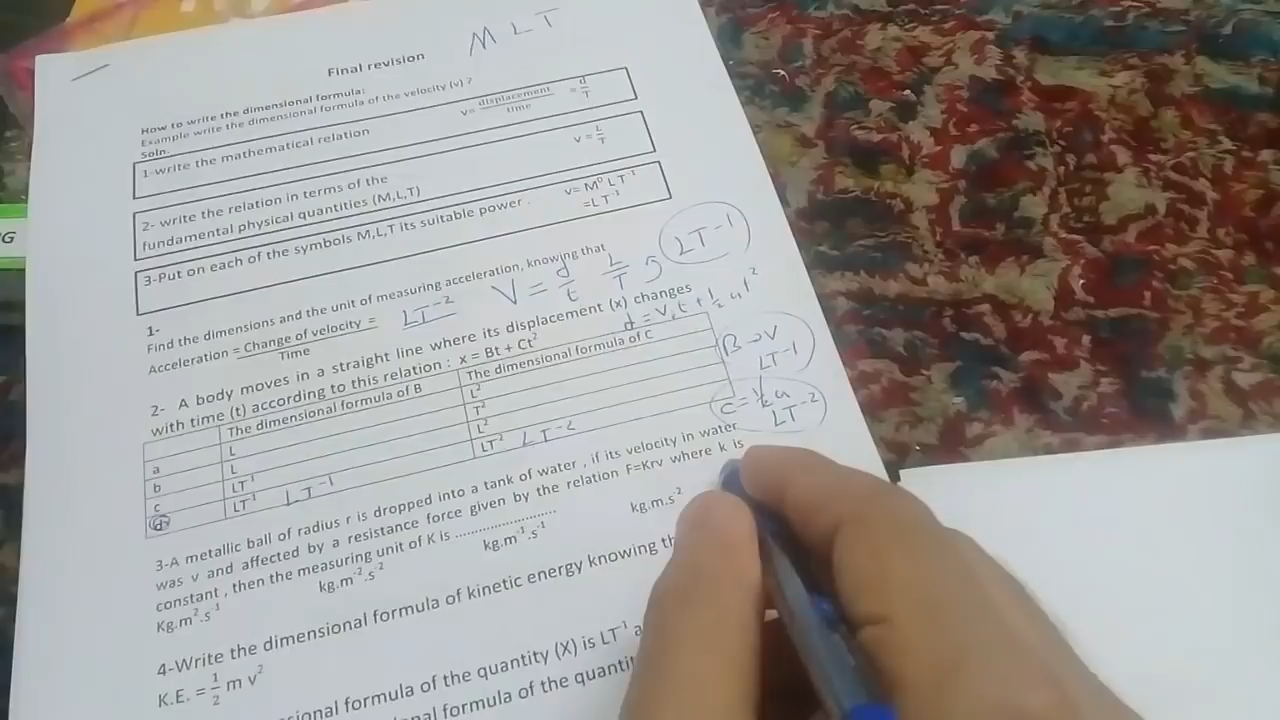 M L T
Final revision
How to write the dimensional formula:
Example write the dimensional formula of the velocity (v) ?
Soln.
1-write the mathematical relation v= displacement/time = d/T
2- write the relation in terms of the
fundamental physical quantities (M,L,T) v = L/T
3-Put on each of the symbols M,L,T its suitable power . v= M⁰ LT⁻¹
=LT⁻¹
G
1-
Find the dimensions and the unit of measuring acceleration, knowing that
Acceleration = Change of velocity/Time = LT⁻²
V = d/t L/T LT⁻¹
2- A body moves in a straight line where its displacement (x) changes
with time (t) according to this relation : x = Bt + Ct²
d = V₀t + ½ at²
The dimensional formula of B The dimensional formula of C
a L L²
b L T²
c LT¹ L²
d LT¹ LT⁻¹ LT² LT⁻²
B → V
LT⁻¹
C = ½ a
LT⁻²
3-A metallic ball of radius r is dropped into a tank of water , if its velocity in water
was v and affected by a resistance force given by the relation F=Krv where k is
constant , then the measuring unit of K is
Kg.m².s⁻¹ kg.m⁻².s⁻² kg.m⁻¹.s⁻¹ kg.m.s²
4-Write the dimensional formula of kinetic energy knowing
K.E. = ½ m v²
formula of the quantity (X) is LT¹
formula of the